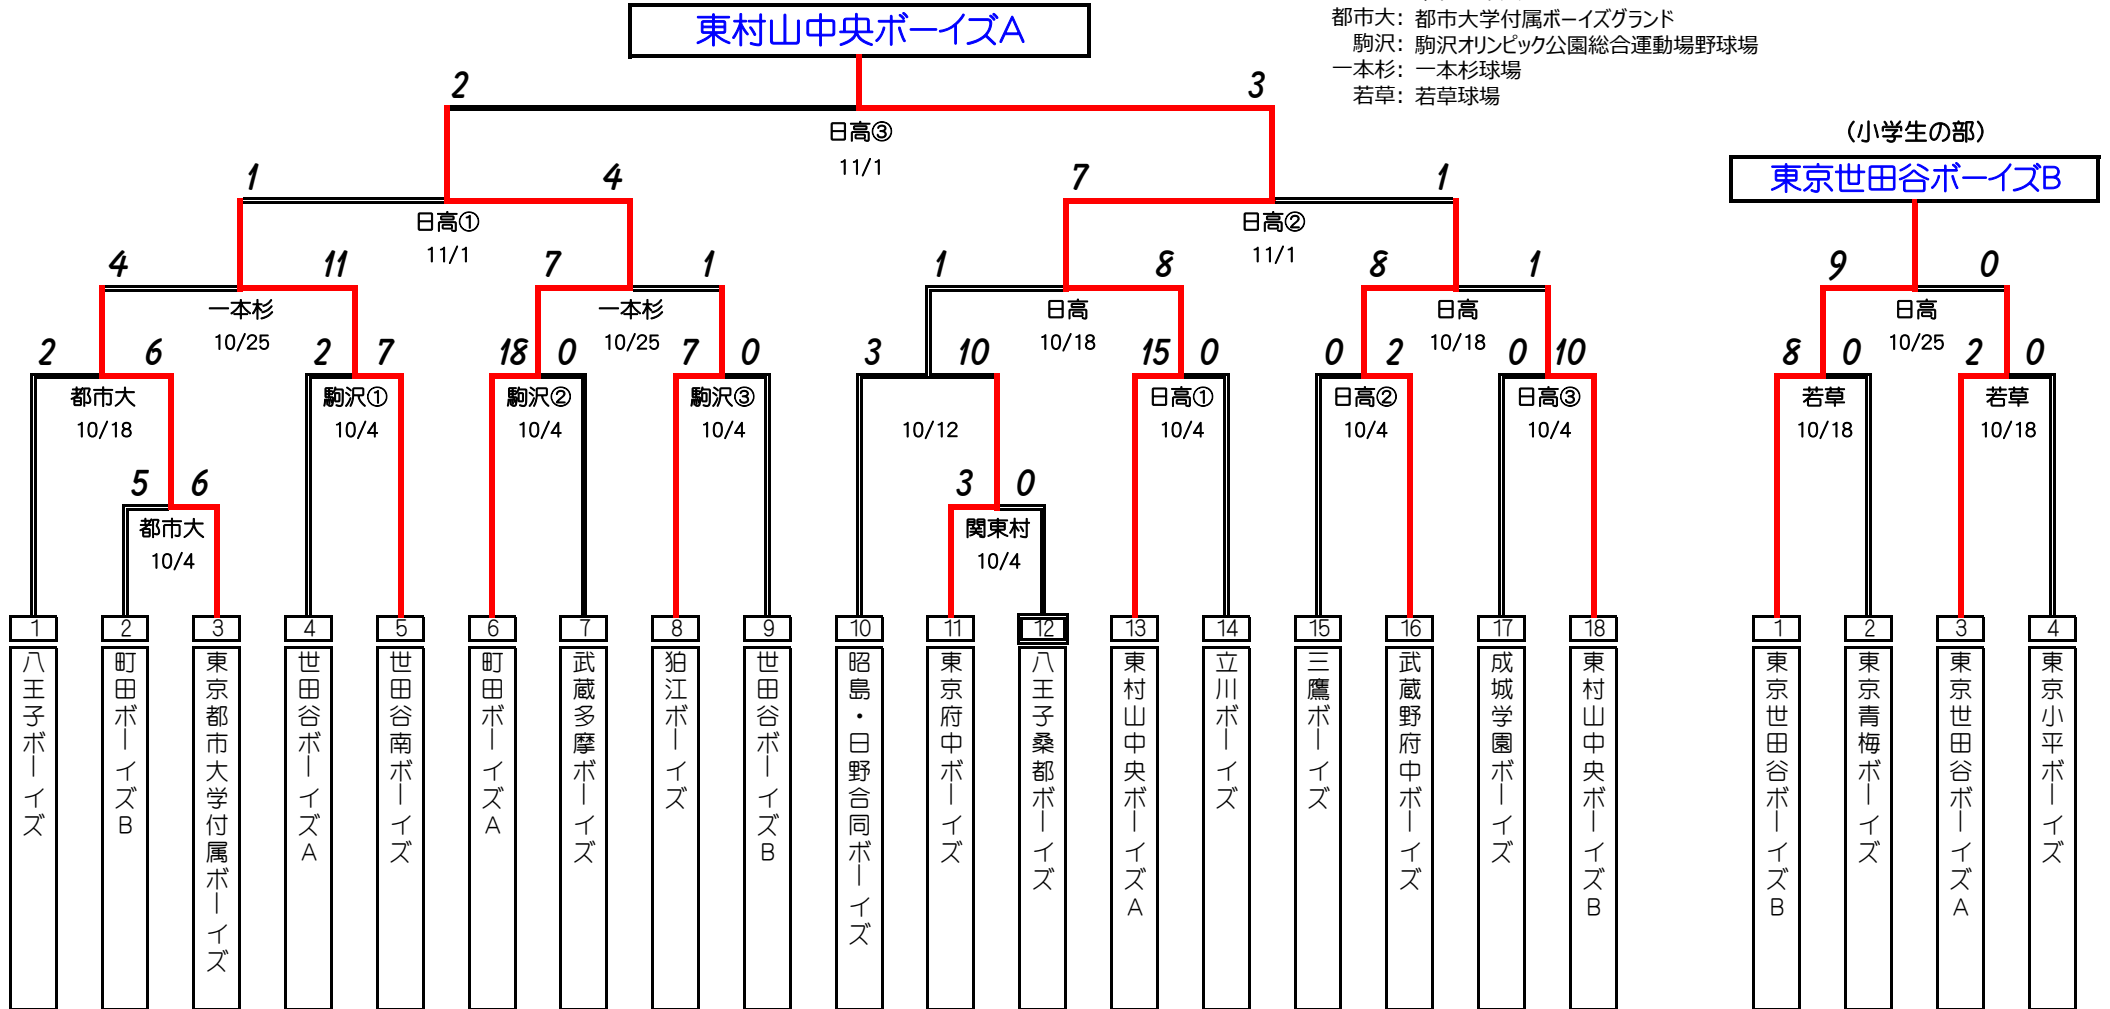 東村山中央ボーイズA
都市大: 都市大学付属ボーイズグランド
駒沢: 駒沢オリンピック公園総合運動場野球場
一本杉: 一本杉球場
若草: 若草球場
2 3
日高③
11/1
(小学生の部)
東京世田谷ボーイズB
1 4 7 1
日高① 日高②
11/1 11/1
4 11 7 1 1 8 8 1 9 0
一本杉 一本杉 日高 日高 日高
10/25 10/25 10/18 10/18 10/25
2 6 2 7 18 0 7 0 3 10 15 0 0 2 0 10 8 0 2 0
都市大 駒沢① 駒沢② 駒沢③ 日高① 日高② 日高③ 若草 若草
10/18 10/4 10/4 10/4 10/12 10/4 10/4 10/4 10/18 10/18
5 6 3 0
都市大 関東村
10/4 10/4
1 2 3 4 5 6 7 8 9 10 11 12 13 14 15 16 17 18 1 2 3 4
八王子ボーイズ
町田ボーイズB
東京都市大学付属ボーイズ
世田谷ボーイズA
世田谷南ボーイズ
町田ボーイズA
武蔵多摩ボーイズ
狛江ボーイズ
世田谷ボーイズB
昭島・日野合同ボーイズ
東京府中ボーイズ
八王子桑都ボーイズ
東村山中央ボーイズA
立川ボーイズ
三鷹ボーイズ
武蔵野府中ボーイズ
成城学園ボーイズ
東村山中央ボーイズB
東京世田谷ボーイズB
東京青梅ボーイズ
東京世田谷ボーイズA
東京小平ボーイズ